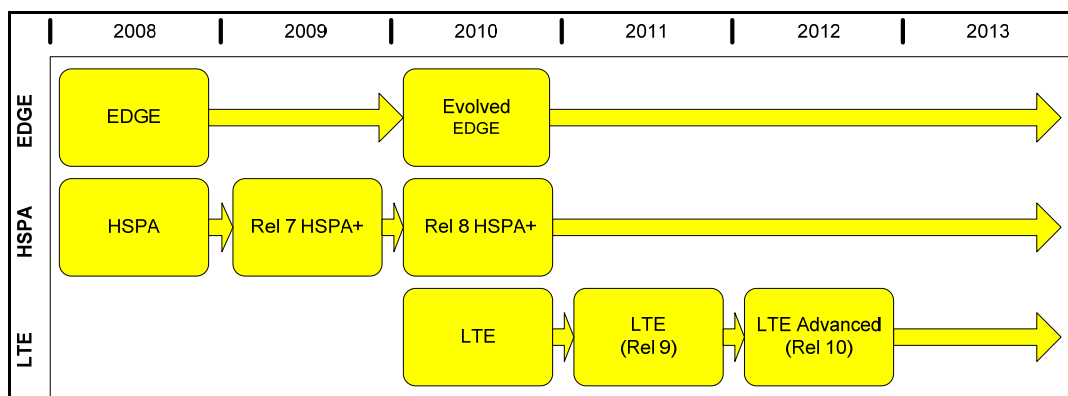 2008 2009 2010 2011 2012 2013
EDGE
EDGE
Evolved
EDGE
HSPA
HSPA
Rel 7 HSPA+
Rel 8 HSPA+
LTE
LTE
LTE
(Rel 9)
LTE Advanced
(Rel 10)